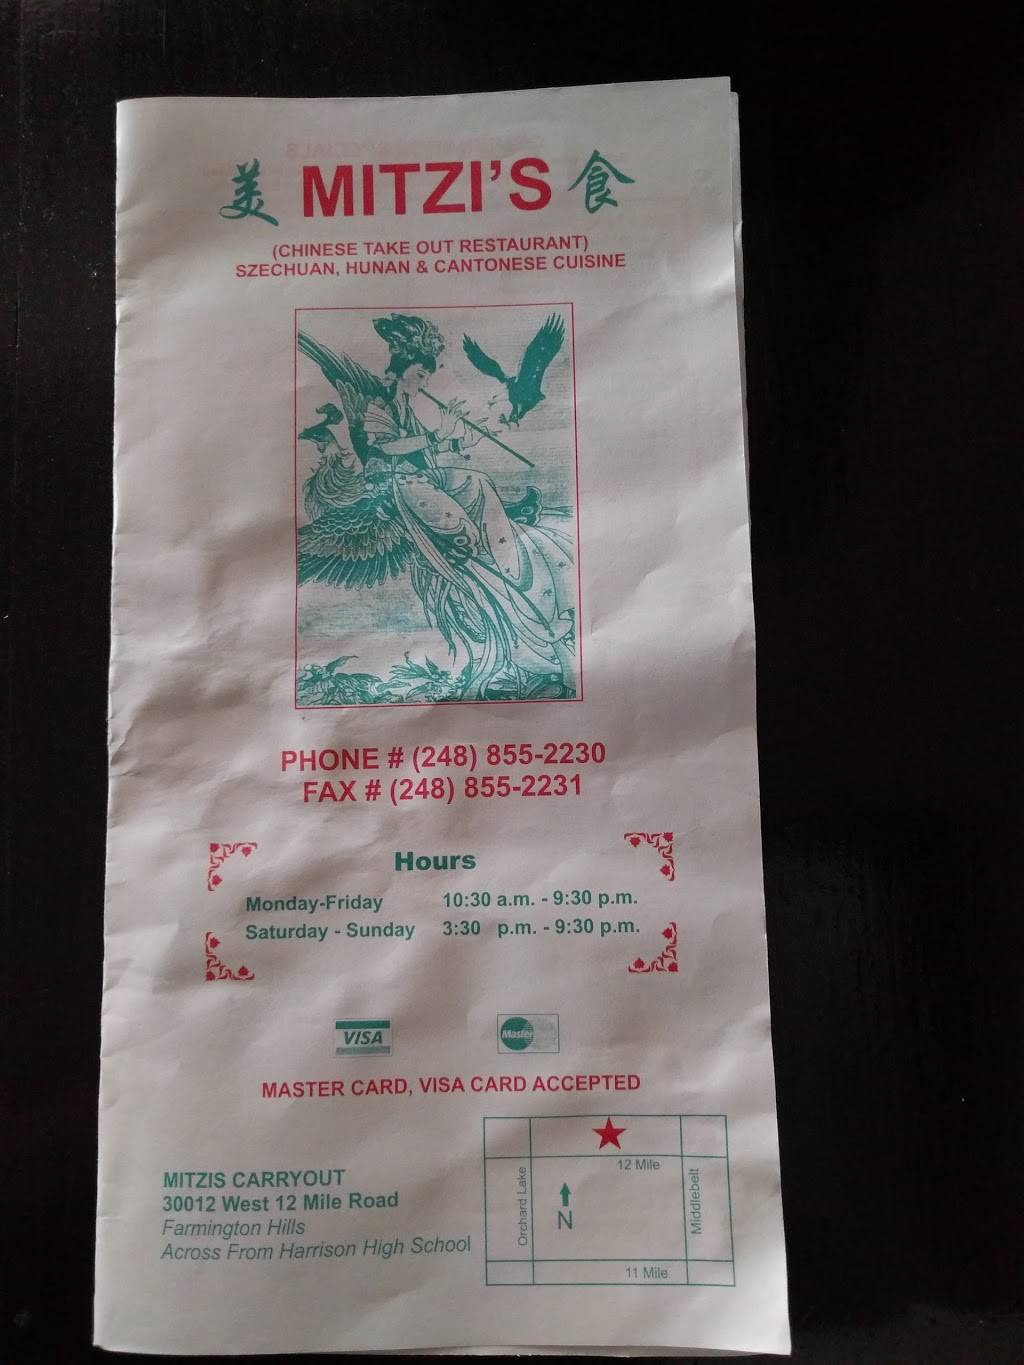 美 MITZI'S 食
(CHINESE TAKE OUT RESTAURANT)
SZECHUAN, HUNAN & CANTONESE CUISINE
PHONE # (248) 855-2230
FAX # (248) 855-2231
Hours
Monday-Friday 10:30 a.m. - 9:30 p.m.
Saturday - Sunday 3:30 p.m. - 9:30 p.m.
VISA Master
MASTER CARD, VISA CARD ACCEPTED
MITZIS CARRYOUT
30012 West 12 Mile Road
Farmington Hills
Across From Harrison High School
12 Mile
Orchard Lake
N
Middlebelt
11 Mile